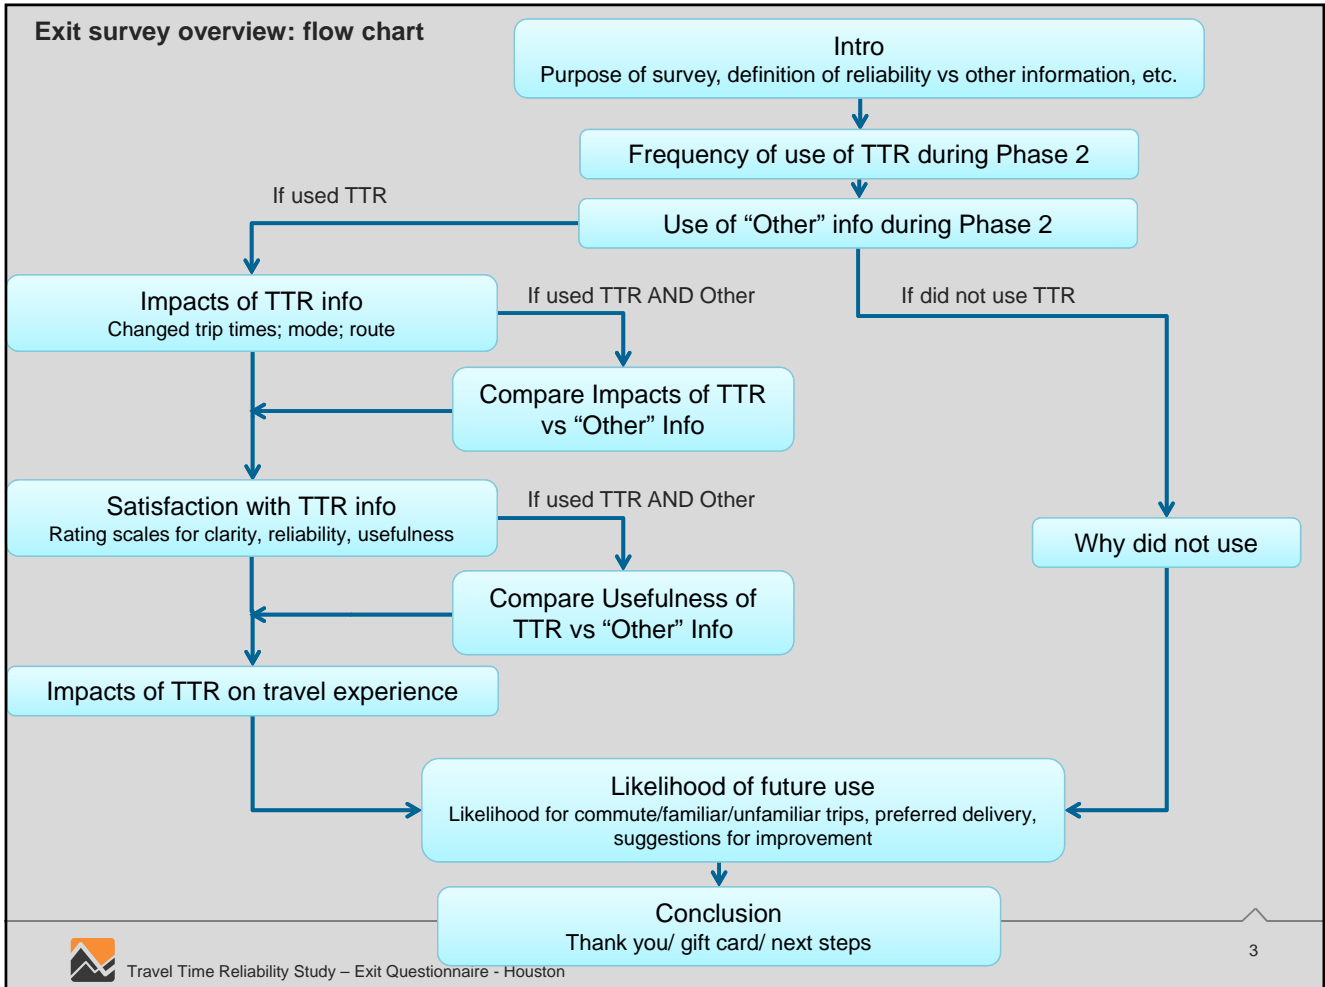 Exit survey overview: flow chart
Intro
Purpose of survey, definition of reliability vs other information, etc.
Frequency of use of TTR during Phase 2
If used TTR
Use of “Other” info during Phase 2
Impacts of TTR info
Changed trip times; mode; route
If used TTR AND Other
If did not use TTR
Compare Impacts of TTR
vs “Other” Info
Satisfaction with TTR info
Rating scales for clarity, reliability, usefulness
If used TTR AND Other
Why did not use
Compare Usefulness of
TTR vs “Other” Info
Impacts of TTR on travel experience
Likelihood of future use
Likelihood for commute/familiar/unfamiliar trips, preferred delivery,
suggestions for improvement
Conclusion
Thank you/ gift card/ next steps
Travel Time Reliability Study – Exit Questionnaire - Houston
3